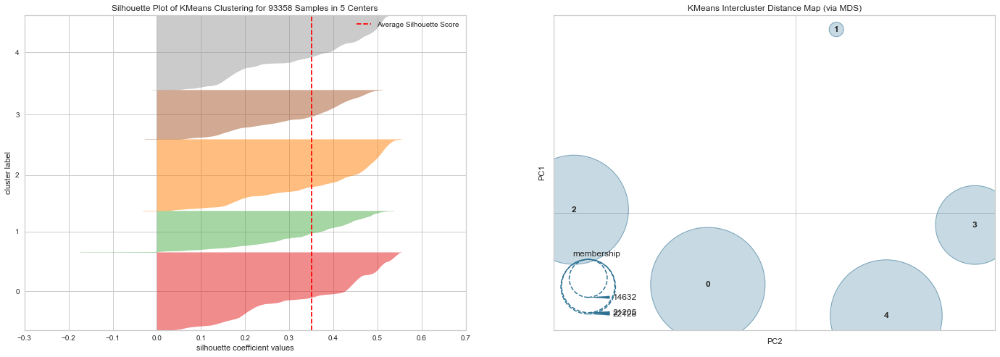 Silhouette Plot of KMeans Clustering for 93358 Samples in 5 Centers
Average Silhouette Score
cluster label
4
3
2
1
0
−0.3 −0.2 −0.1 0.0 0.1 0.2 0.3 0.4 0.5 0.6 0.7
silhouette coefficient values
KMeans Intercluster Distance Map (via MDS)
1
PC1
2
3
membership
0
14632
21205
4
PC2